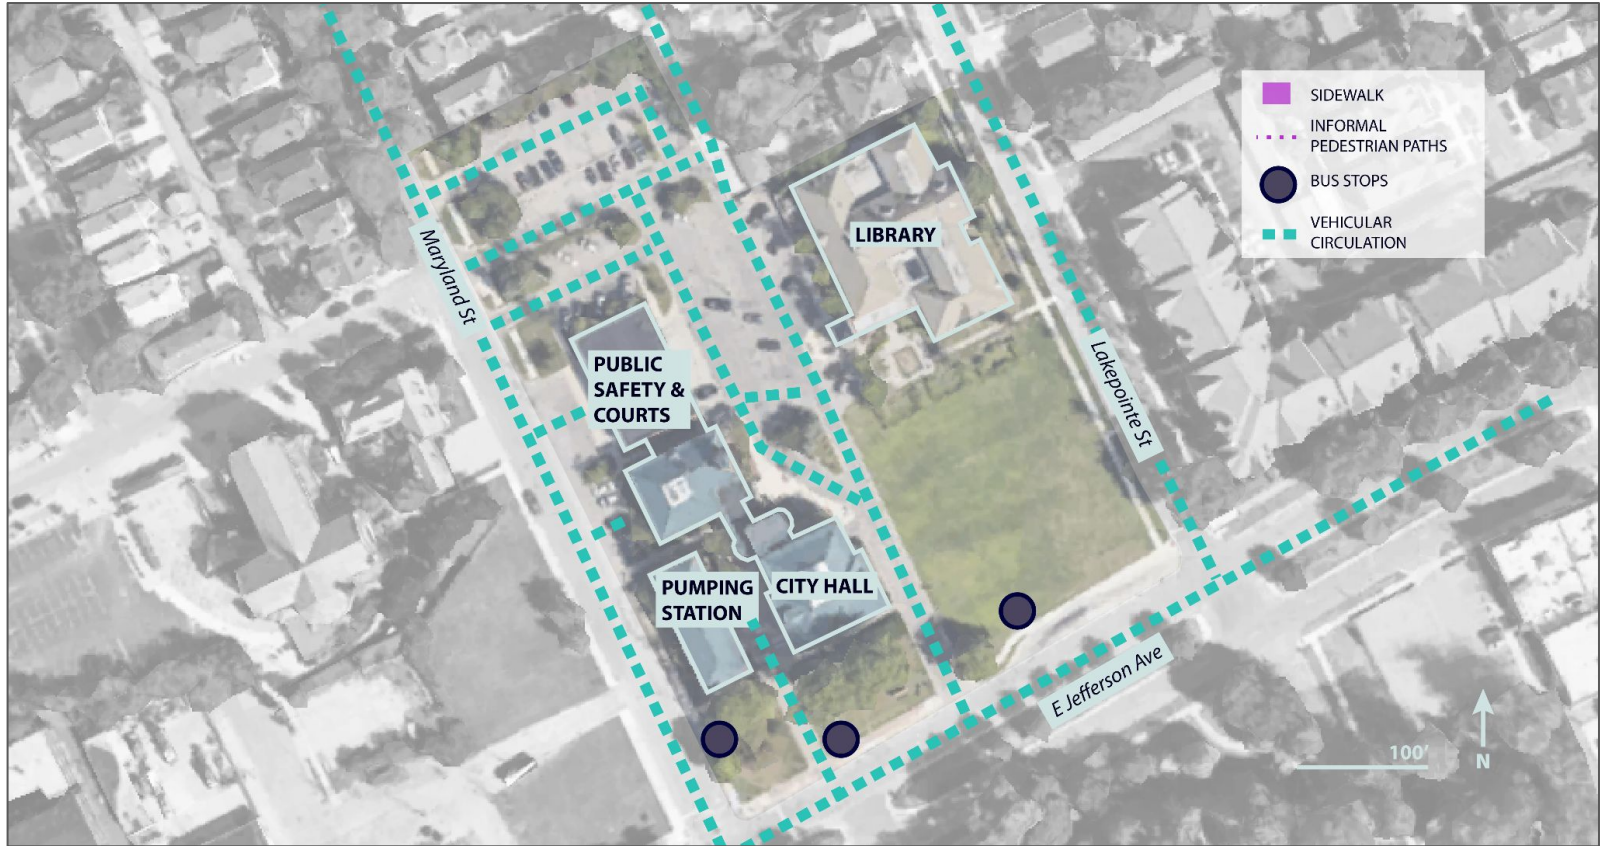 SIDEWALK
INFORMAL
PEDESTRIAN PATHS
BUS STOPS
VEHICULAR
CIRCULATION
LIBRARY
Maryland St
PUBLIC
SAFETY &
COURTS
Lakepointe St
PUMPING
STATION
CITY HALL
E Jefferson Ave
100'
N